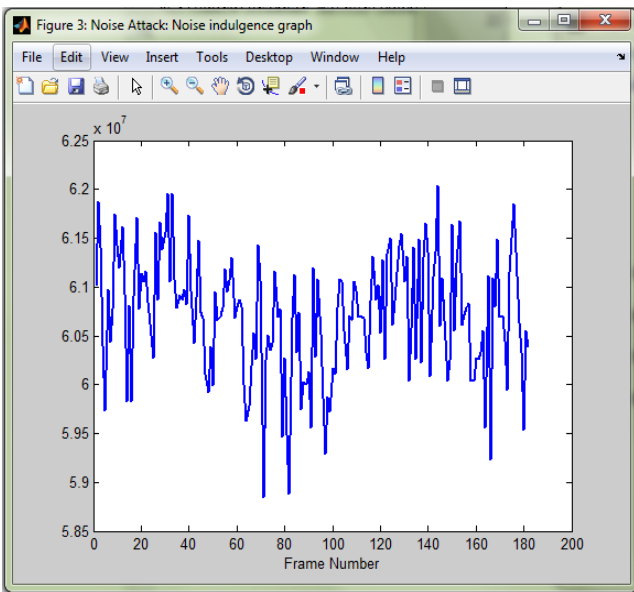 Figure 3: Noise Attack: Noise indulgence graph
File Edit View Insert Tools Desktop Window Help
x 10^7
6.25
6.2
6.15
6.1
6.05
6
5.95
5.9
5.85
0 20 40 60 80 100 120 140 160 180 200
Frame Number